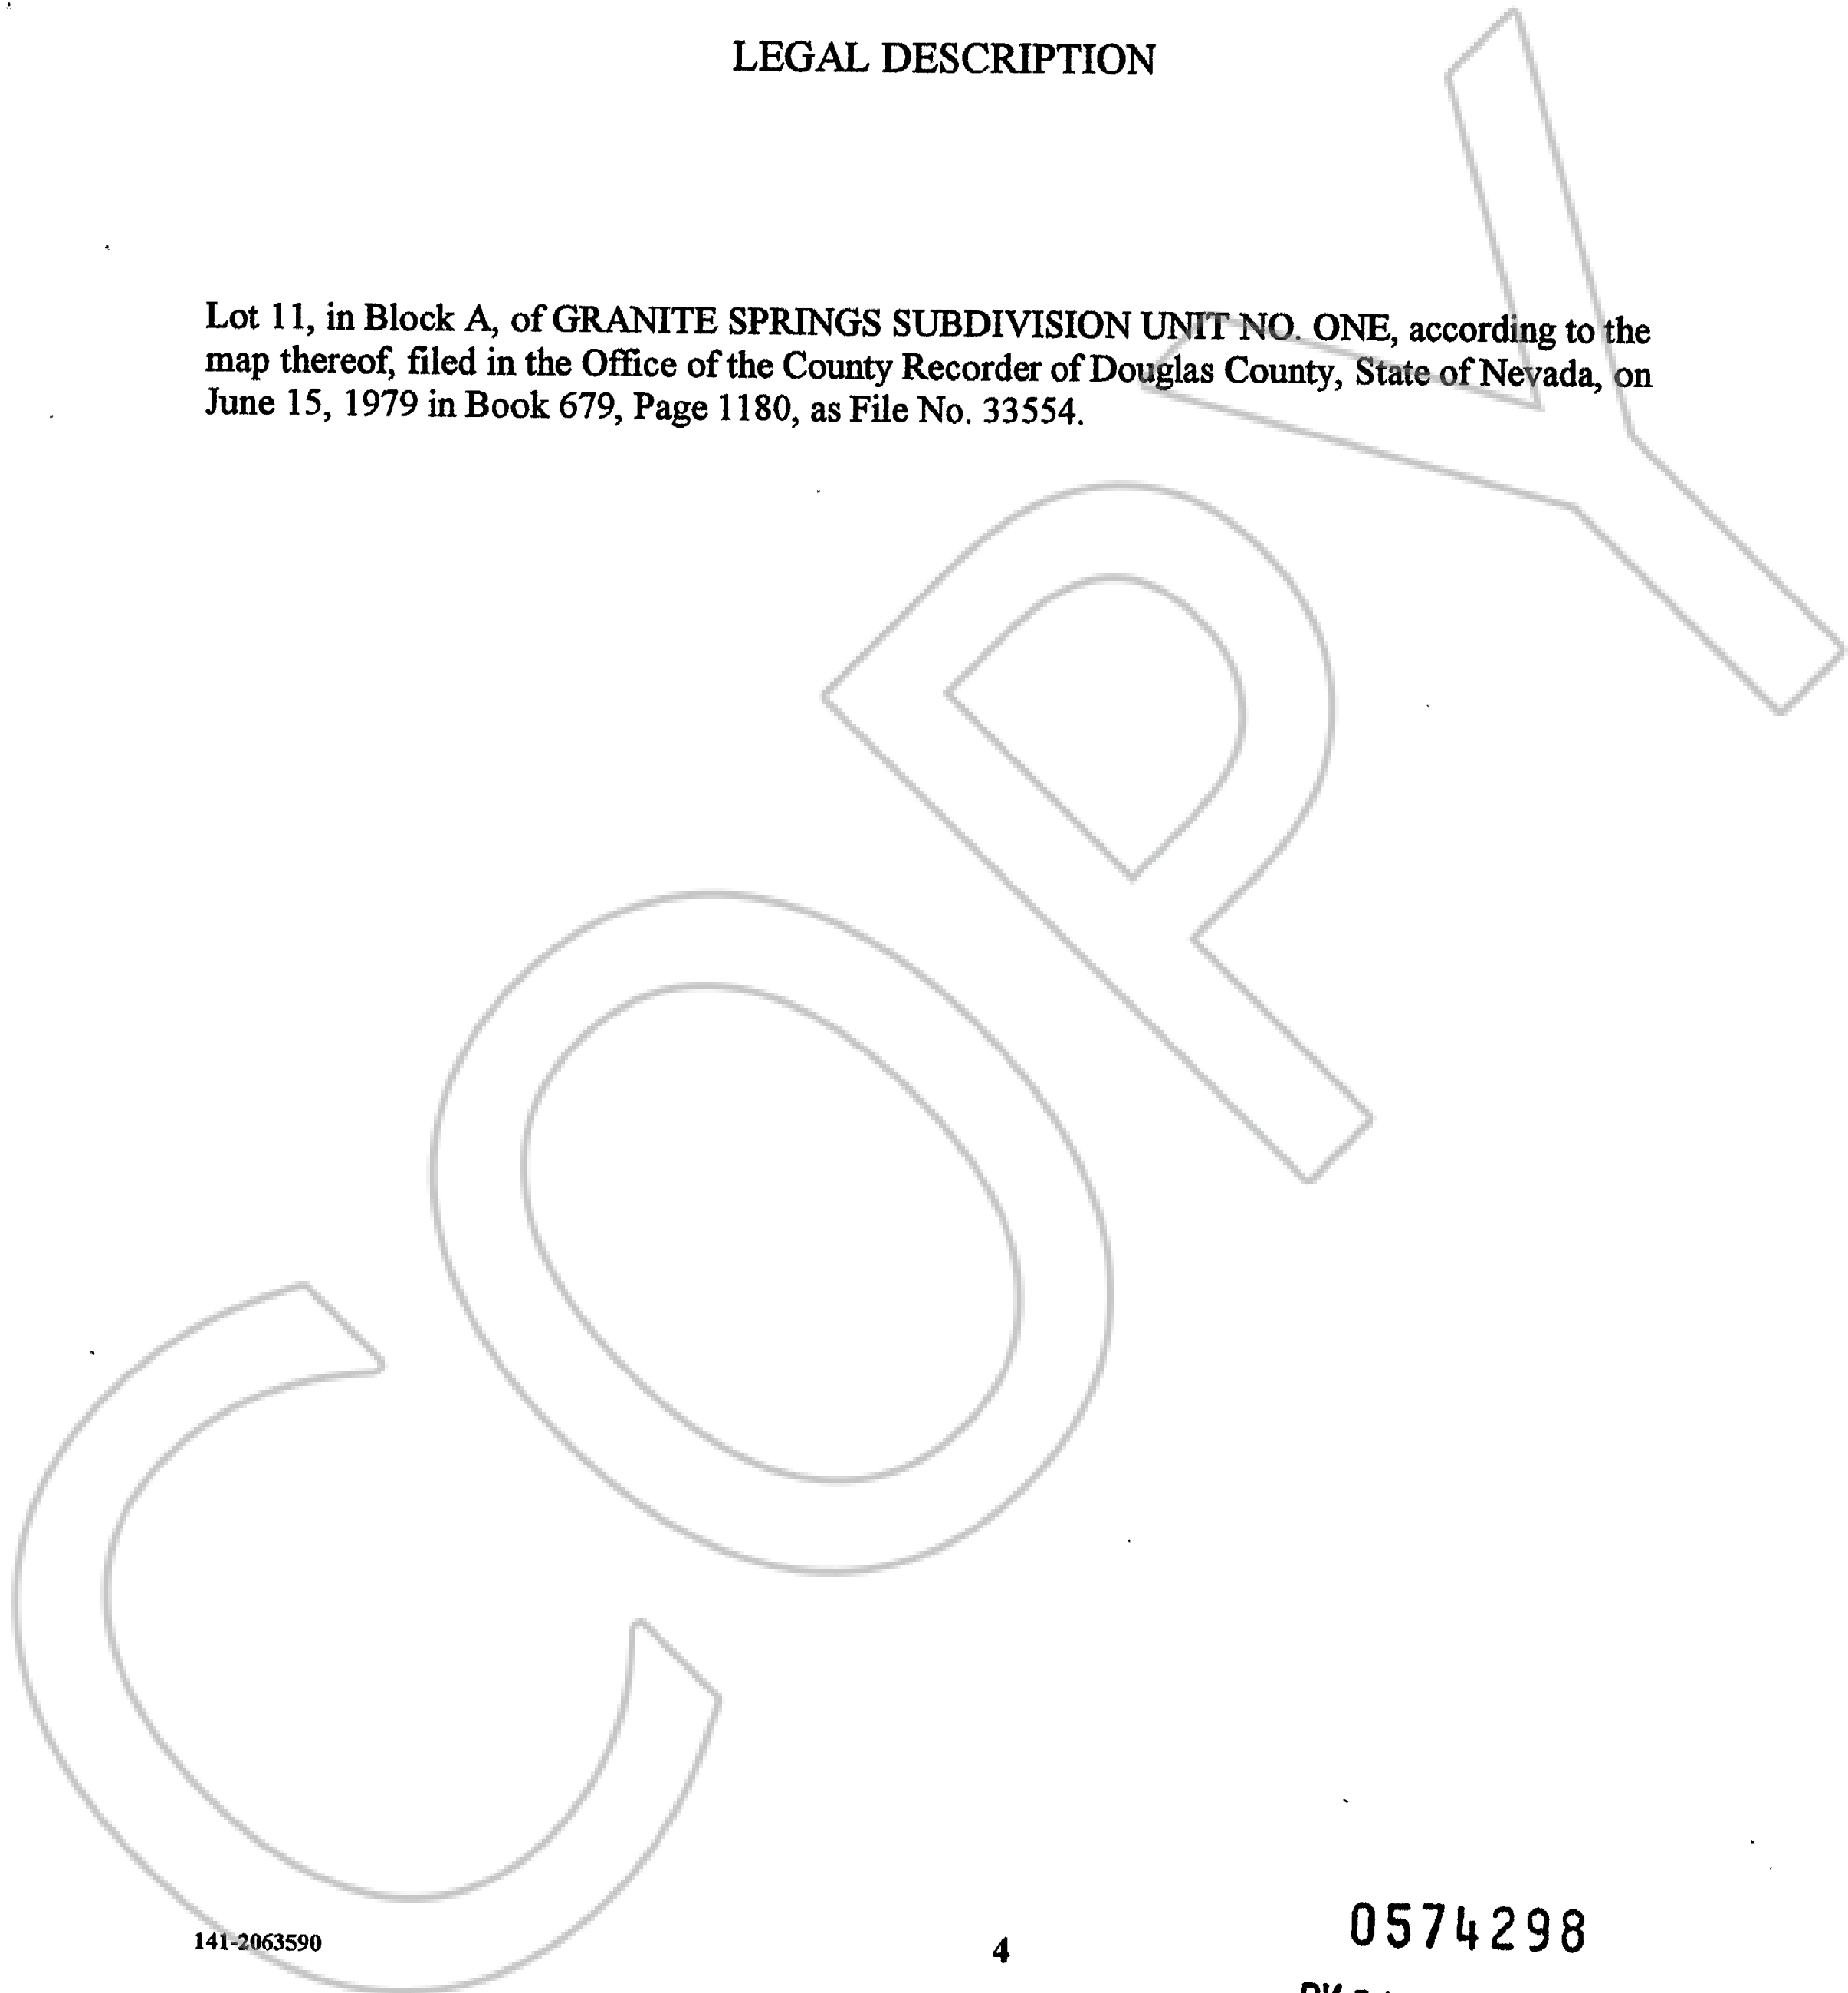 LEGAL DESCRIPTION
Lot 11, in Block A, of GRANITE SPRINGS SUBDIVISION UNIT NO. ONE, according to the
map thereof, filed in the Office of the County Recorder of Douglas County, State of Nevada, on
June 15, 1979 in Book 679, Page 1180, as File No. 33554.
COPY
141-2063590
4
0574298